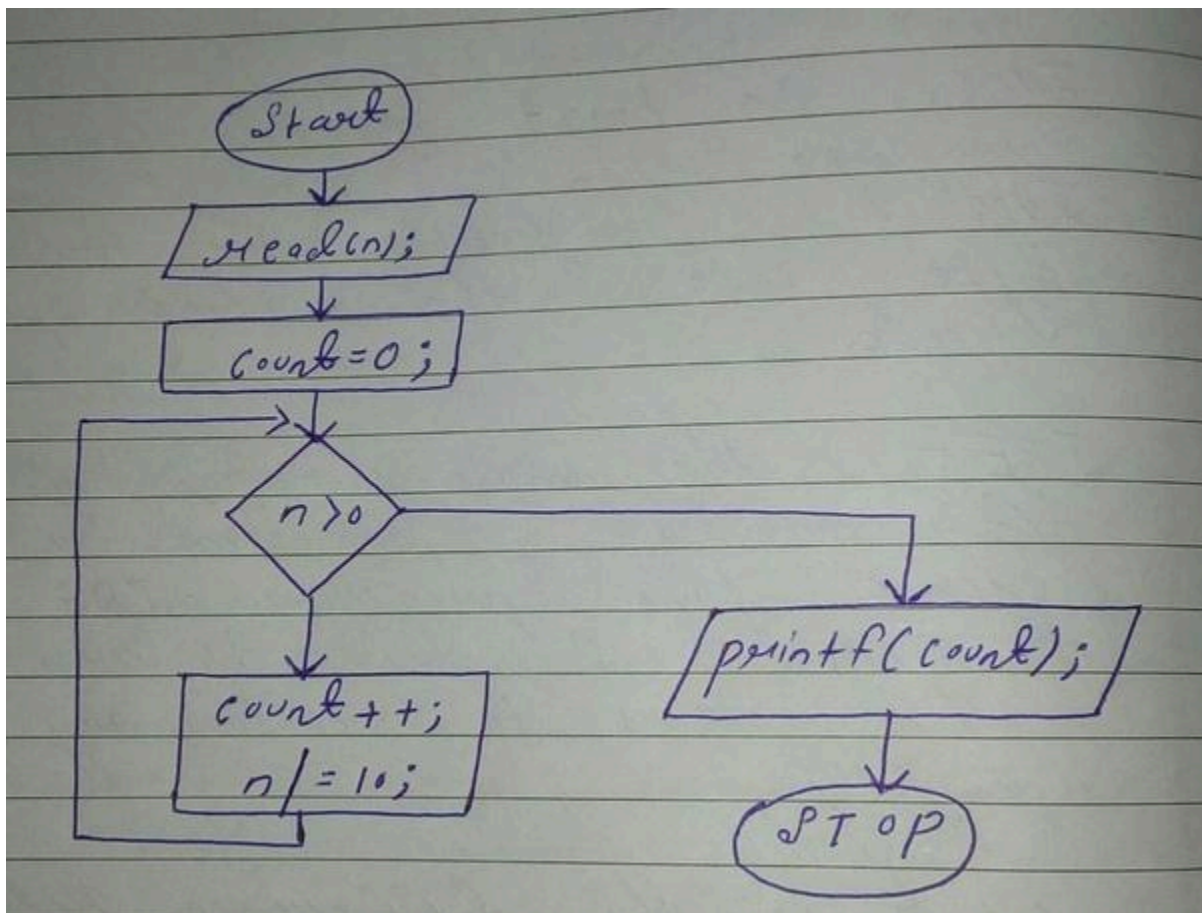 Start
read(n);
count=0;
n>0
count++;
n/=10;
printf(count);
STOP